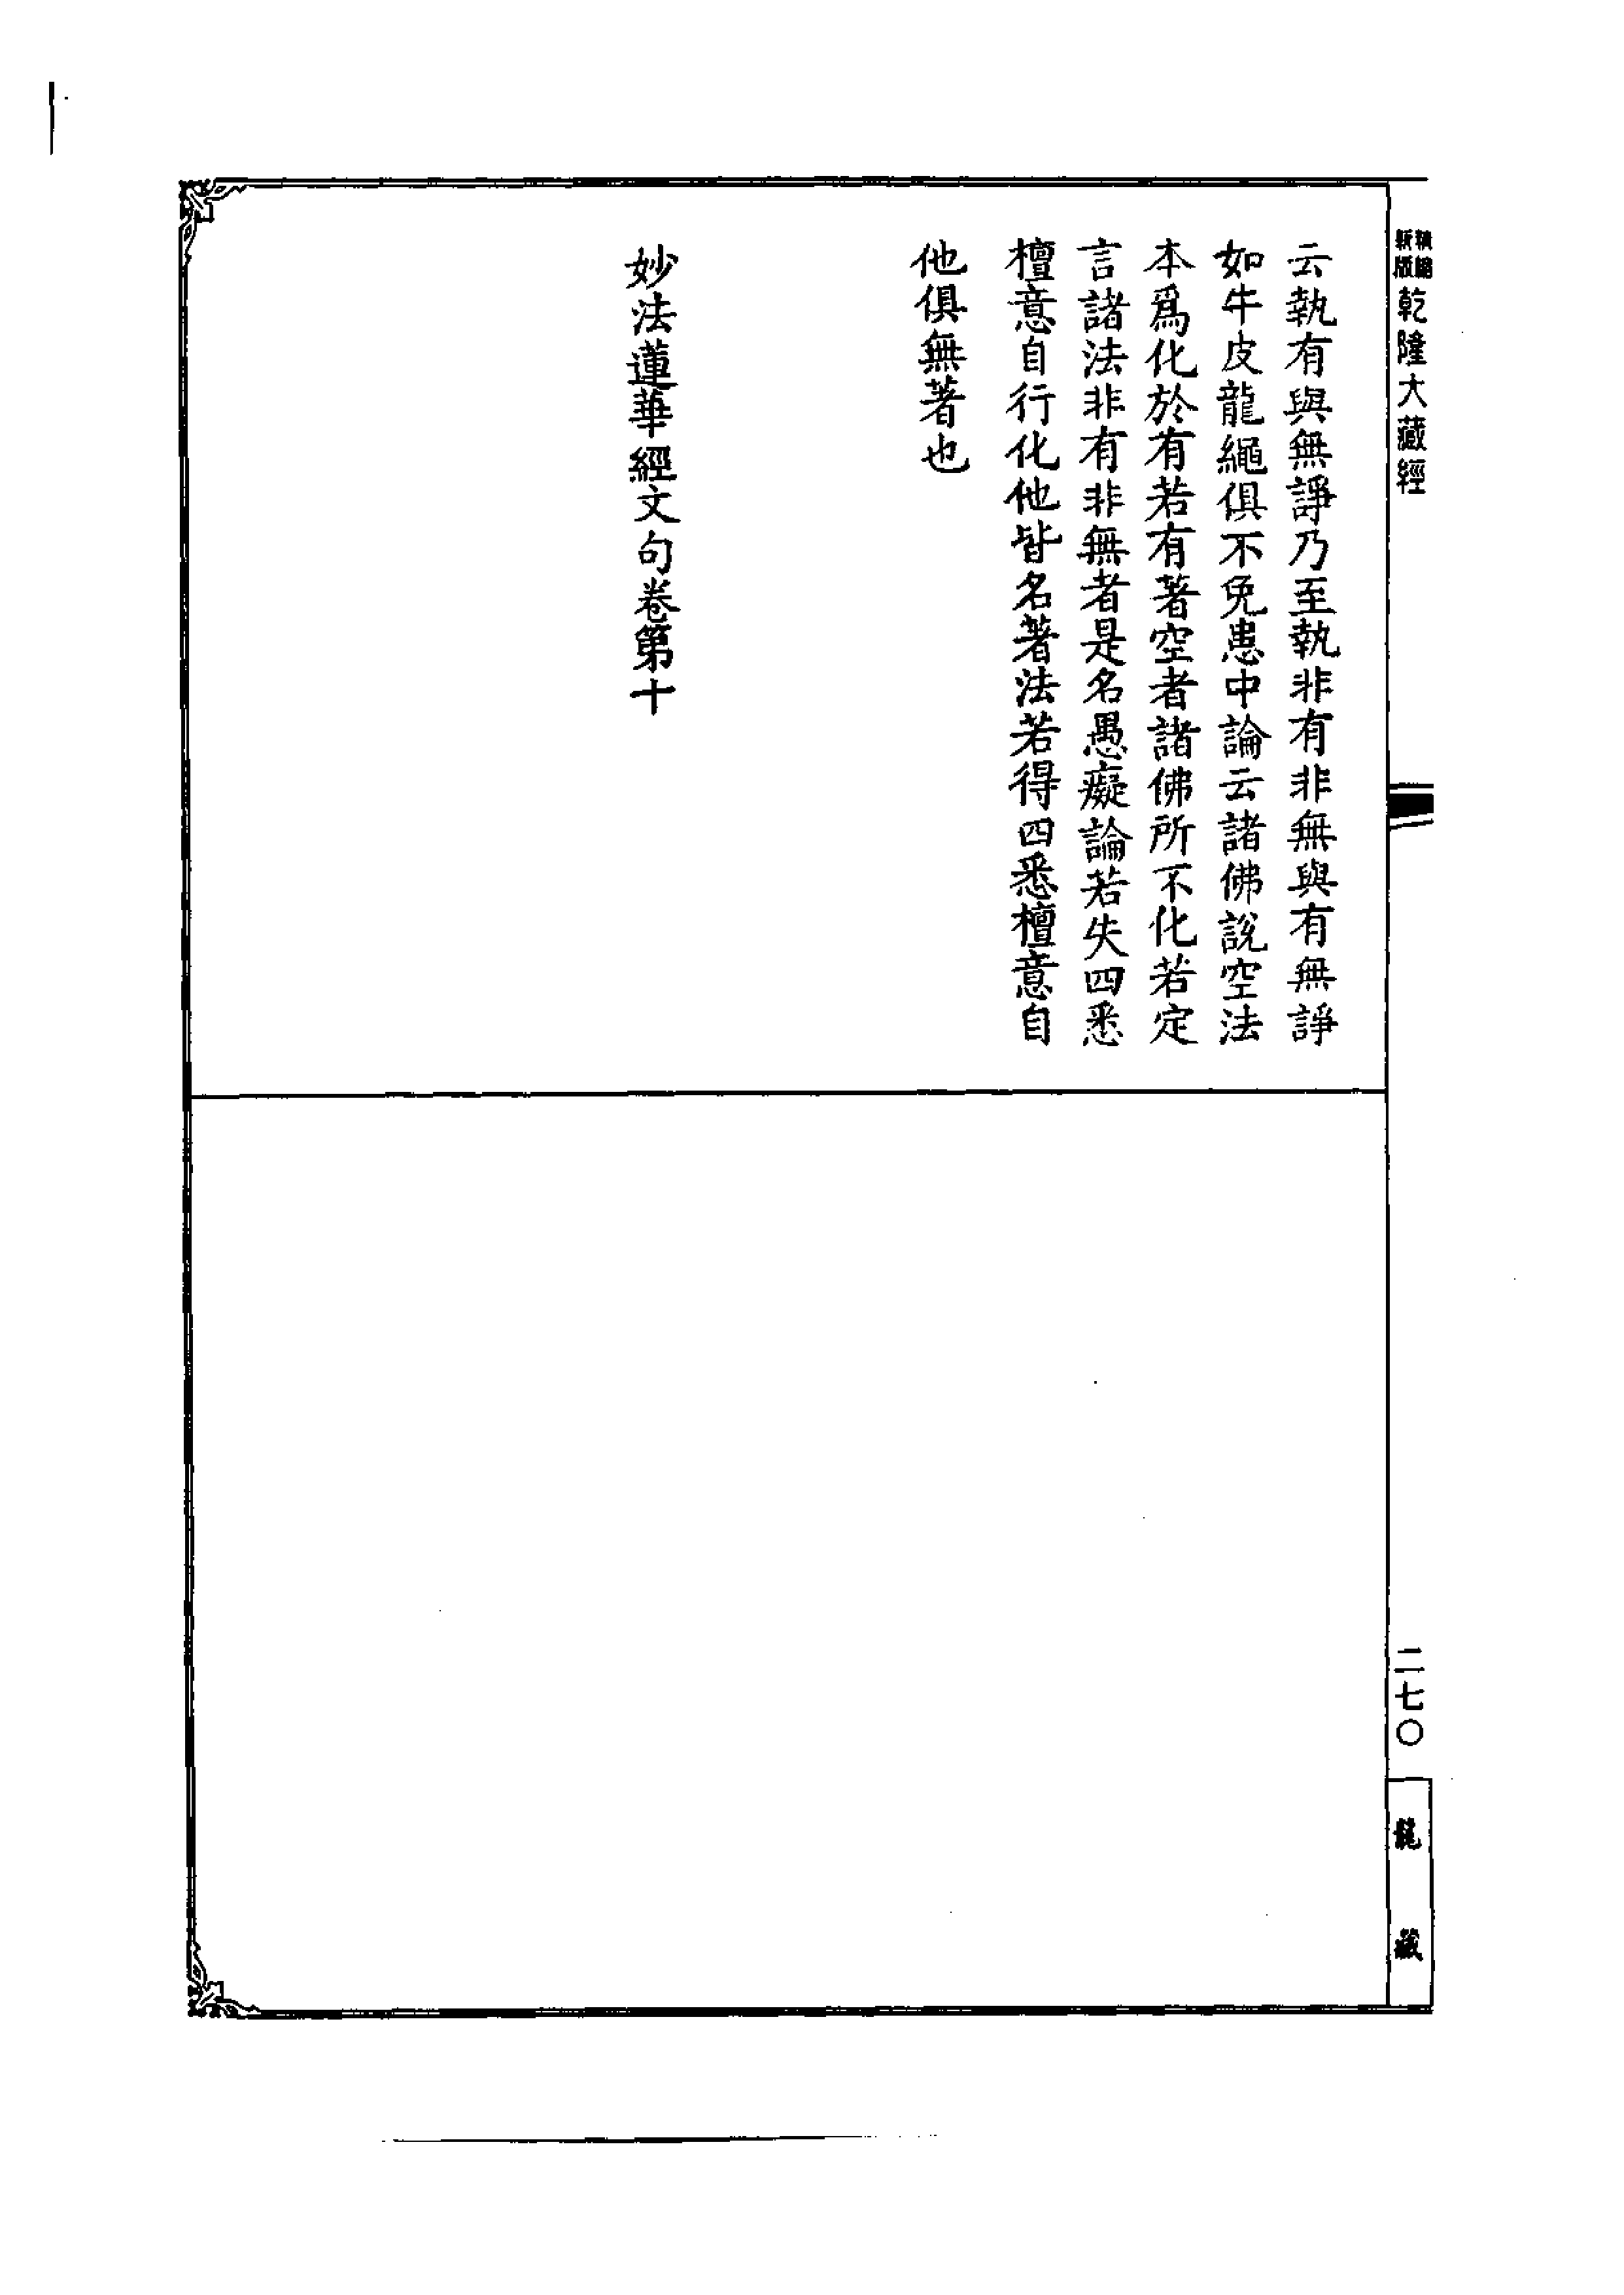 新版精縮乾隆大藏經
云執有與無諍乃至執非有非無與有無諍
如牛皮龍繩俱不免患中論云諸佛說空法
本爲化於有若有著空者諸佛所不化若定
言諸法非有非無者是名愚癡論若失四悉
檀意自行化他皆名著法若得四悉檀意自
他俱無著也
妙法蓮華經文句卷第十
二七〇
龍藏